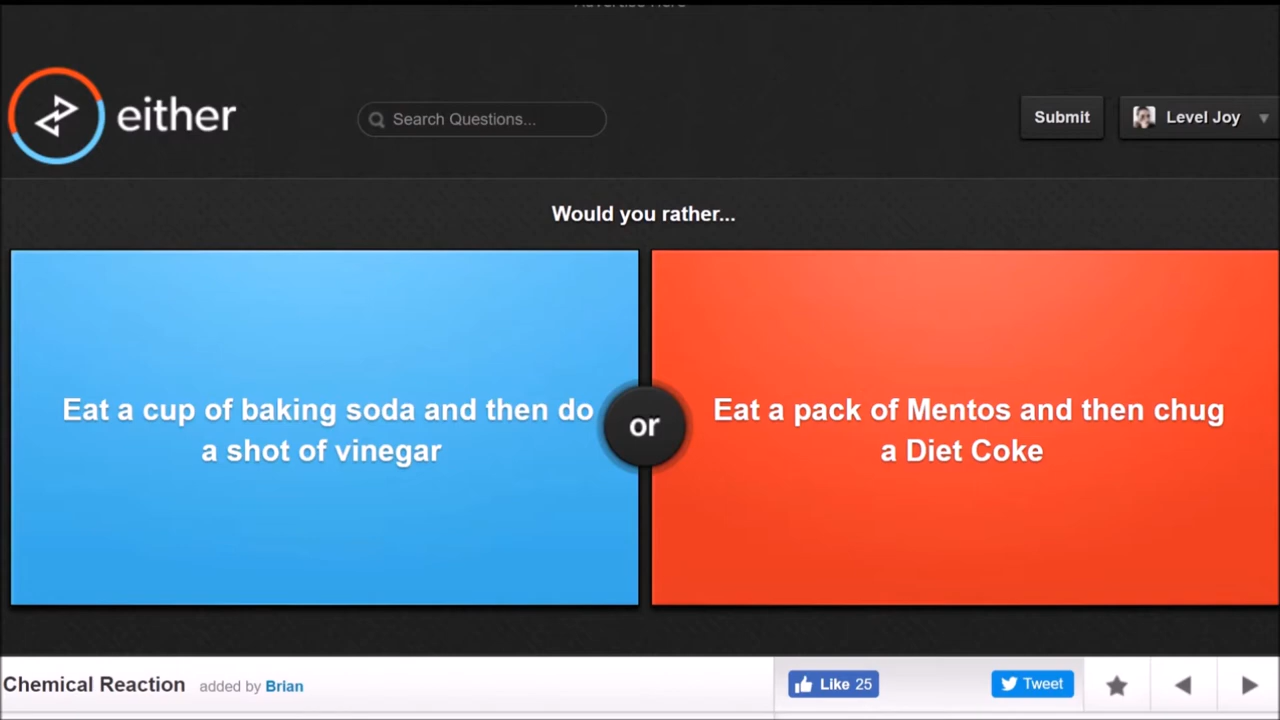 Advertise Here
either
Search Questions...
Submit
Level Joy
Would you rather...
Eat a cup of baking soda and then do
a shot of vinegar
or
Eat a pack of Mentos and then chug
a Diet Coke
Chemical Reaction added by Brian
Like 25
Tweet